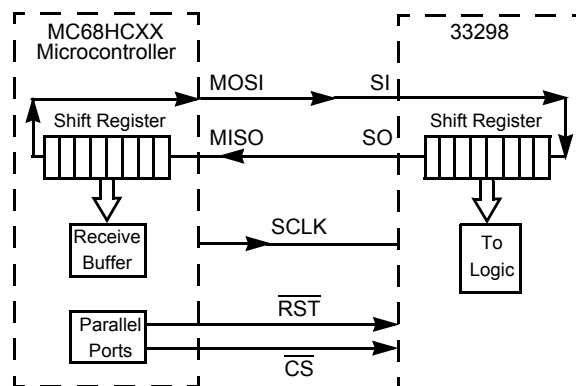 MC68HCXX
Microcontroller
33298
MOSI SI
Shift Register
Shift Register
MISO SO
Receive
Buffer
SCLK
To
Logic
RST
Parallel
Ports
CS